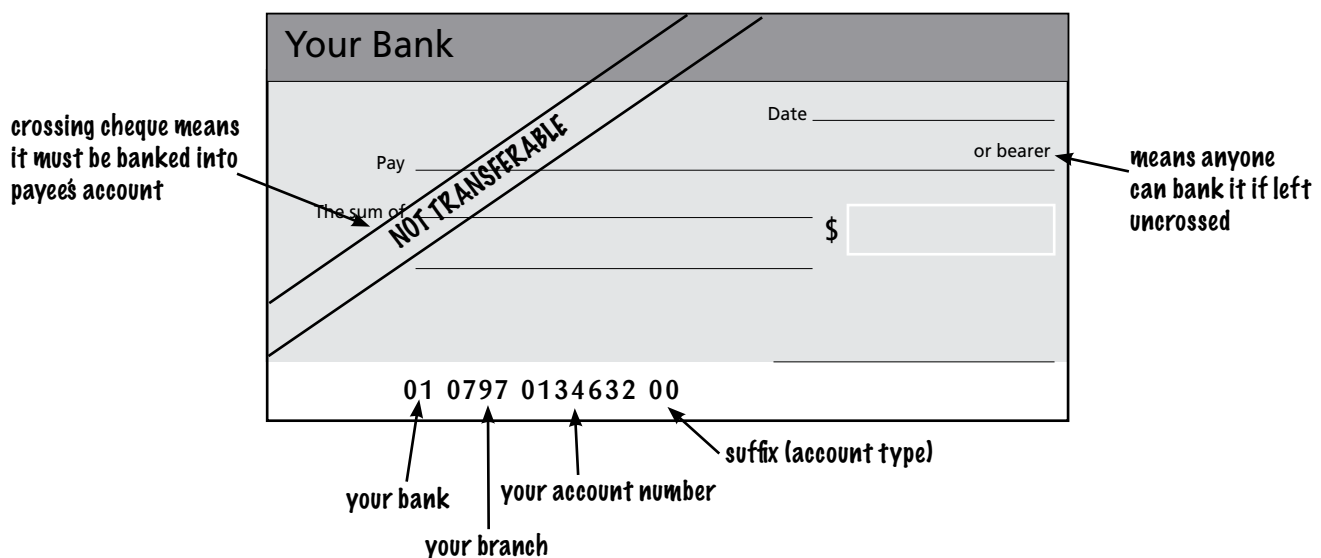 Your Bank
crossing cheque means
it must be banked into
payee's account
Date
Pay
or bearer
means anyone
can bank it if left
uncrossed
The sum of
NOT TRANSFERABLE
$
01 0797 0134632 00
suffix (account type)
your bank
your account number
your branch